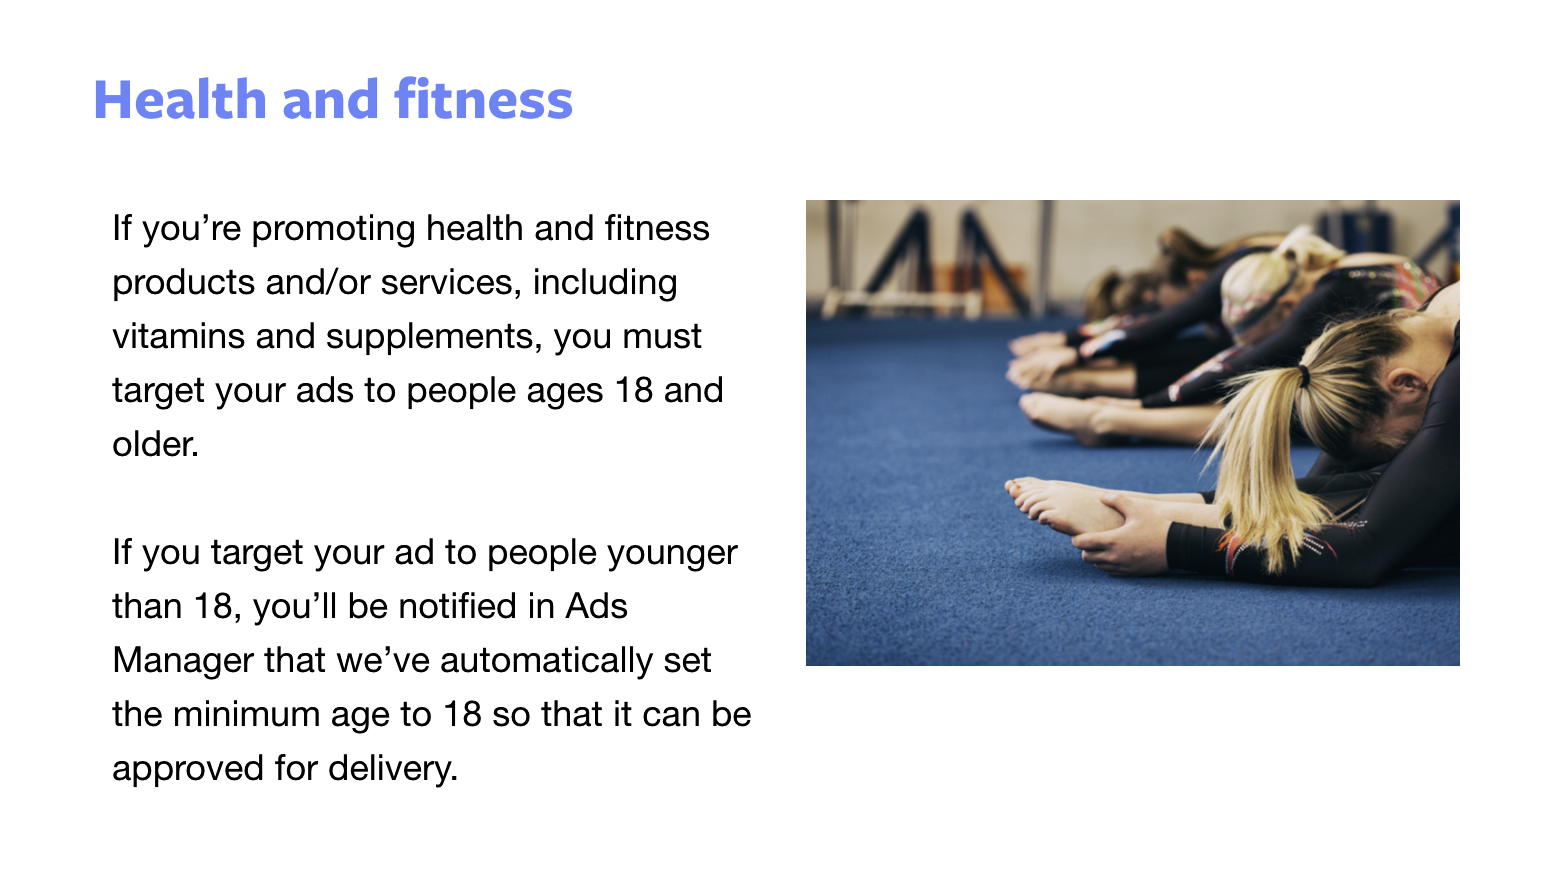 Health and fitness
If you’re promoting health and fitness
products and/or services, including
vitamins and supplements, you must
target your ads to people ages 18 and
older.
If you target your ad to people younger
than 18, you’ll be notified in Ads
Manager that we’ve automatically set
the minimum age to 18 so that it can be
approved for delivery.